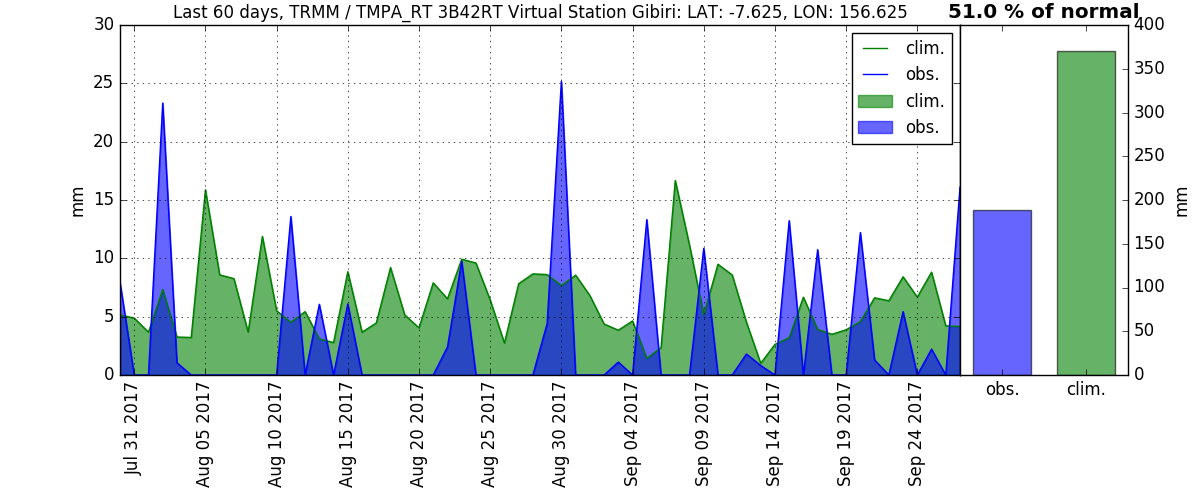 Last 60 days, TRMM / TMPA_RT 3B42RT Virtual Station Gibiri: LAT: -7.625, LON: 156.625
51.0 % of normal
30
25
20
15
10
5
0
mm
clim.
obs.
clim.
obs.
Jul 31 2017
Aug 05 2017
Aug 10 2017
Aug 15 2017
Aug 20 2017
Aug 25 2017
Aug 30 2017
Sep 04 2017
Sep 09 2017
Sep 14 2017
Sep 19 2017
Sep 24 2017
400
350
300
250
200
150
100
50
0
mm
obs.
clim.